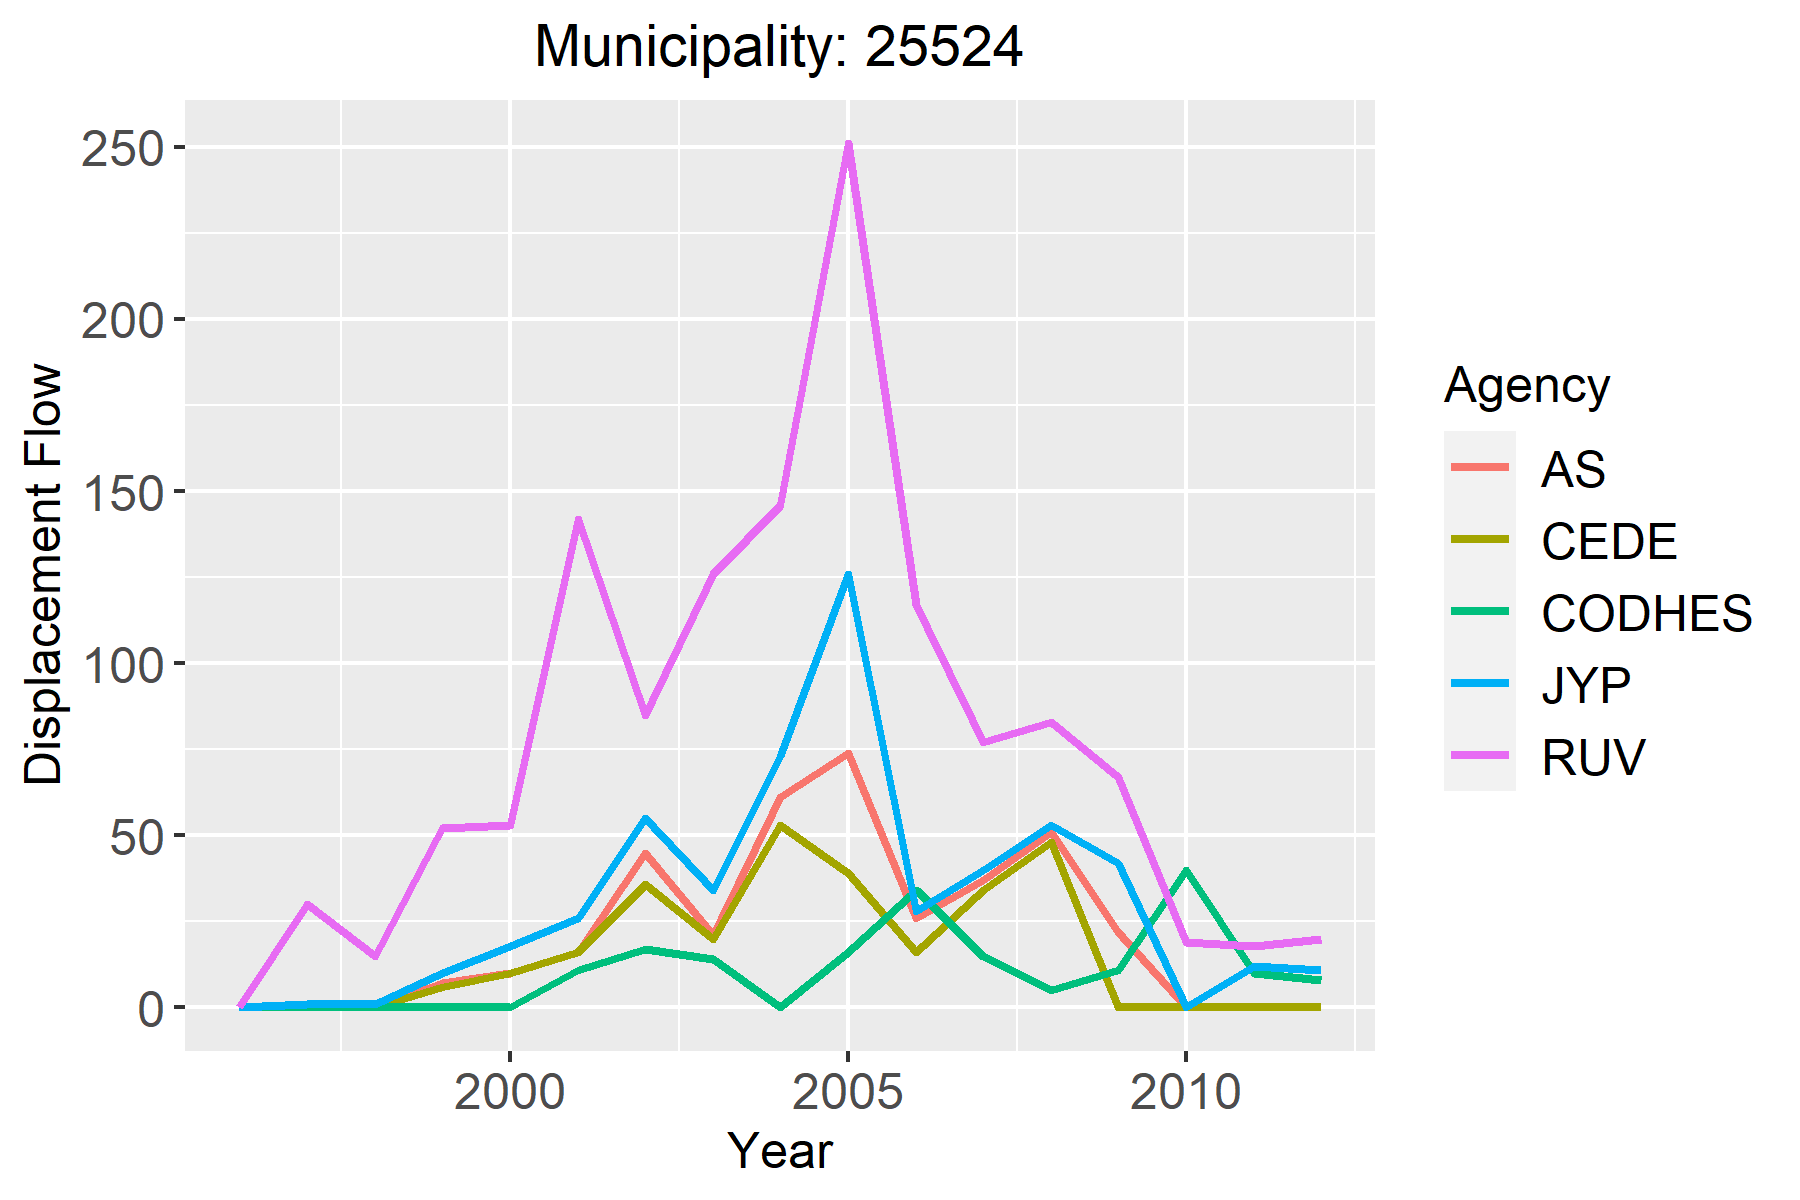 Municipality: 25524
250
200
150
100
50
0
Displacement Flow
2000 2005 2010
Year
Agency
AS
CEDE
CODHES
JYP
RUV